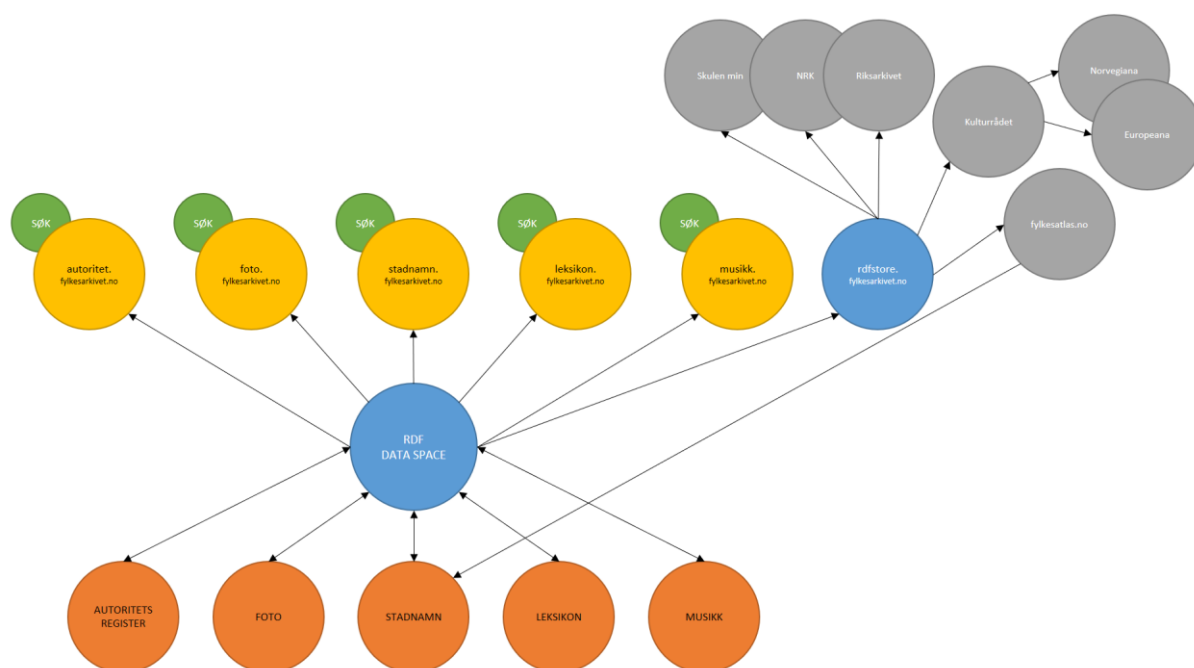 Skulen min
NRK
Riksarkivet
Norvegiana
Kulturrådet
Europeana
SØK
SØK
SØK
SØK
SØK
fylkesatlas.no
autoritet.
fylkesarkivet.no
foto.
fylkesarkivet.no
stadnamn.
fylkesarkivet.no
leksikon.
fylkesarkivet.no
musikk.
fylkesarkivet.no
rdfstore.
fylkesarkivet.no
RDF
DATA SPACE
AUTORITETS
REGISTER
FOTO
STADNAMN
LEKSIKON
MUSIKK